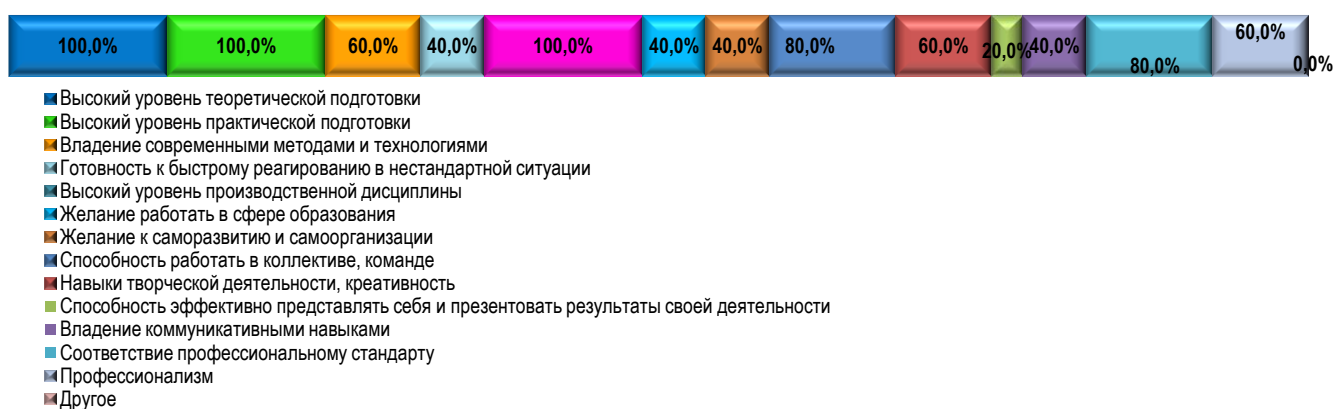 100,0% 100,0% 60,0% 40,0% 100,0% 40,0% 40,0% 80,0% 60,0% 20,0% 40,0% 80,0% 60,0% 0,0%
Высокий уровень теоретической подготовки
Высокий уровень практической подготовки
Владение современными методами и технологиями
Готовность к быстрому реагированию в нестандартной ситуации
Высокий уровень производственной дисциплины
Желание работать в сфере образования
Желание к саморазвитию и самоорганизации
Способность работать в коллективе, команде
Навыки творческой деятельности, креативность
Способность эффективно представлять себя и презентовать результаты своей деятельности
Владение коммуникативными навыками
Соответствие профессиональному стандарту
Профессионализм
Другое